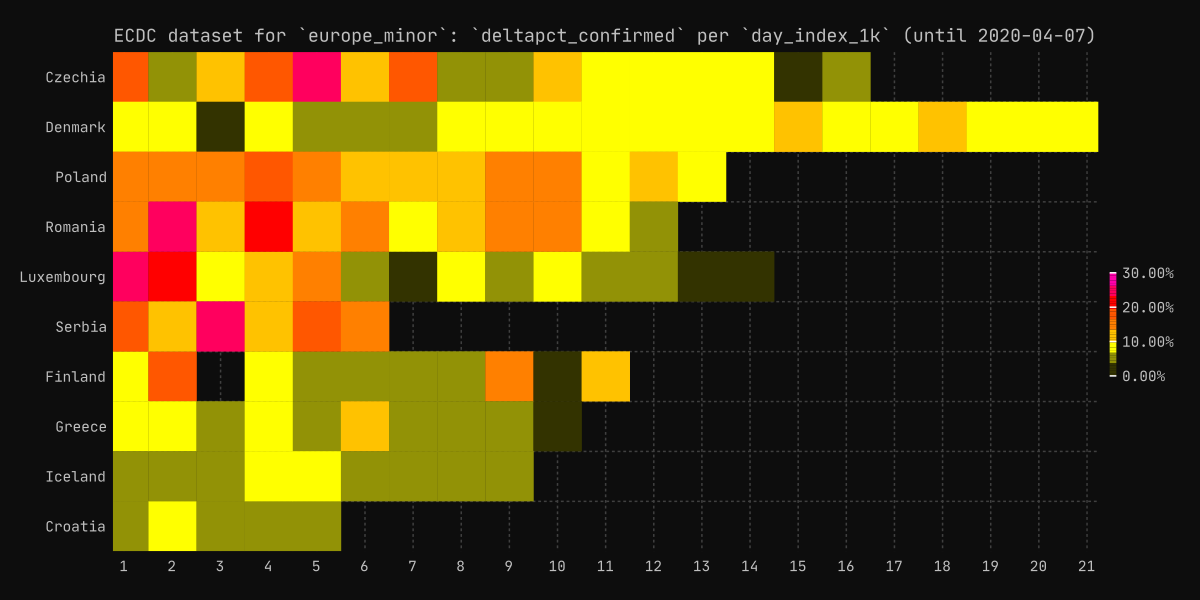 ECDC dataset for `europe_minor`: `deltapct_confirmed` per `day_index_1k` (until 2020-04-07)
Czechia
Denmark
Poland
Romania
Luxembourg
Serbia
Finland
Greece
Iceland
Croatia
30.00%
20.00%
10.00%
0.00%
1 2 3 4 5 6 7 8 9 10 11 12 13 14 15 16 17 18 19 20 21